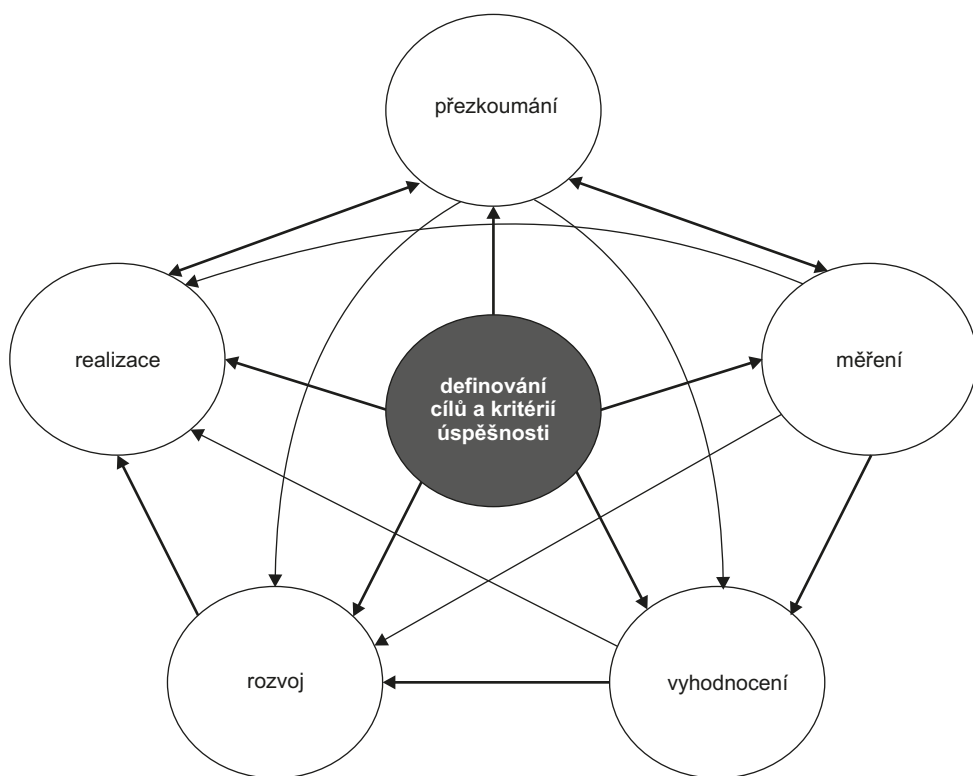 přezkoumání
realizace
definování
cílů a kritérií
úspěšnosti
měření
rozvoj
vyhodnocení